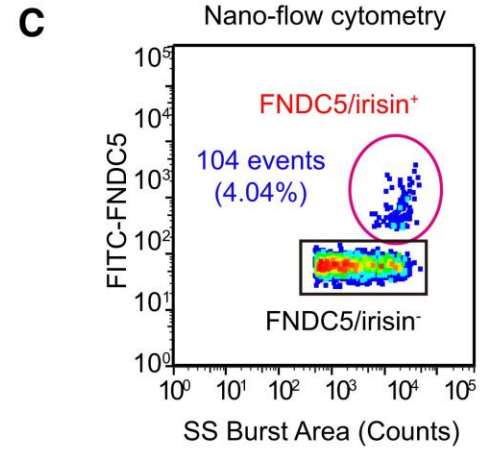 C
Nano-flow cytometry
10⁵
10⁴
10³
10²
10¹
10⁰
FITC-FNDC5
FNDC5/irisin⁺
104 events
(4.04%)
FNDC5/irisin⁻
10⁰ 10¹ 10² 10³ 10⁴ 10⁵
SS Burst Area (Counts)